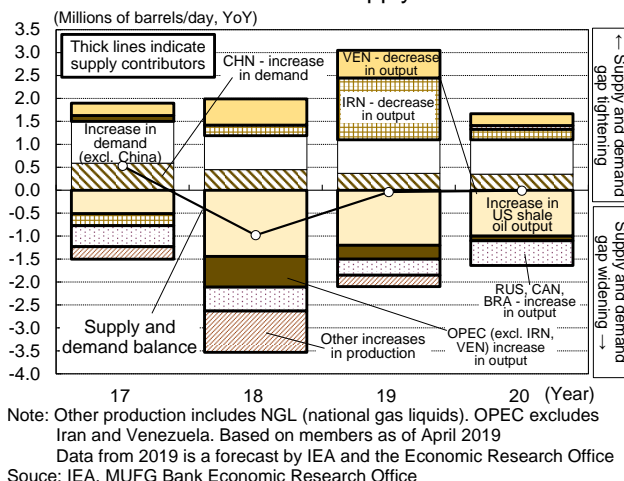 supply
(Millions of barrels/day, YoY)
3.5
3.0
2.5
2.0
1.5
1.0
0.5
0.0
-0.5
-1.0
-1.5
-2.0
-2.5
-3.0
-3.5
-4.0
Thick lines indicate
supply contributors
CHN - increase
in demand
VEN - decrease
in output
IRN - decrease
in output
Increase in
demand
(excl. China)
Increase in
US shale
oil output
RUS, CAN,
BRA - increase in
output
Supply and
demand balance
Other increases
in production
OPEC (excl. IRN,
VEN) increase
in output
← Supply and demand
gap tightening
Supply and demand
gap widening →
17
18
19
20
(Year)
Note: Other production includes NGL (national gas liquids). OPEC excludes
Iran and Venezuela. Based on members as of April 2019
Data from 2019 is a forecast by IEA and the Economic Research Office
Souce: IEA, MUFG Bank Economic Research Office